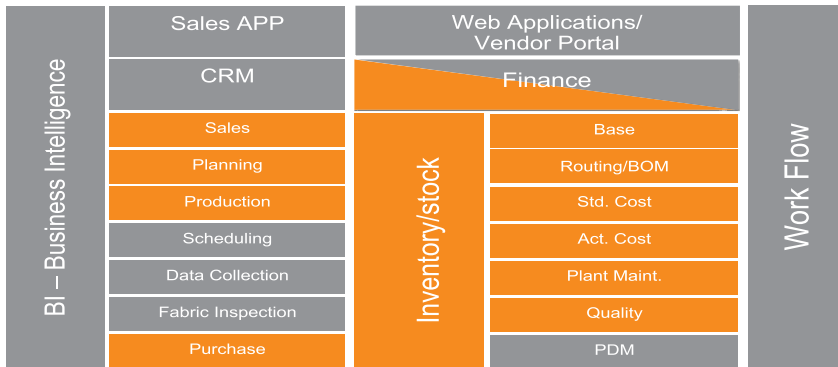 BI – Business Intelligence
Sales APP
CRM
Sales
Planning
Production
Scheduling
Data Collection
Fabric Inspection
Purchase
Web Applications/
Vendor Portal
Finance
Inventory/stock
Base
Routing/BOM
Std. Cost
Act. Cost
Plant Maint.
Quality
PDM
Work Flow